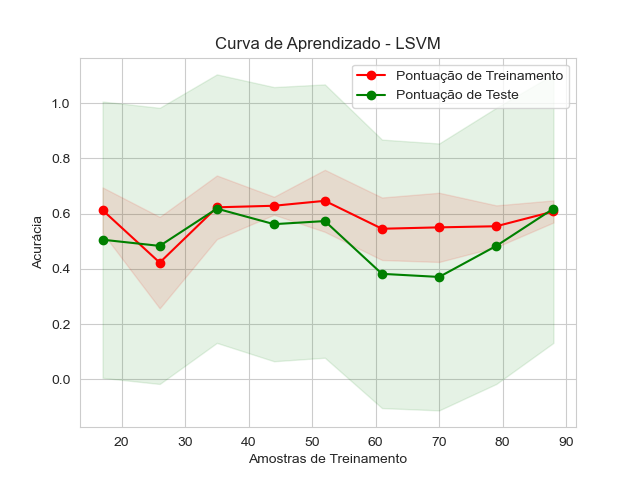 Curva de Aprendizado - LSVM
Pontuação de Treinamento
Pontuação de Teste
Acurácia
1.0
0.8
0.6
0.4
0.2
0.0
20 30 40 50 60 70 80 90
Amostras de Treinamento